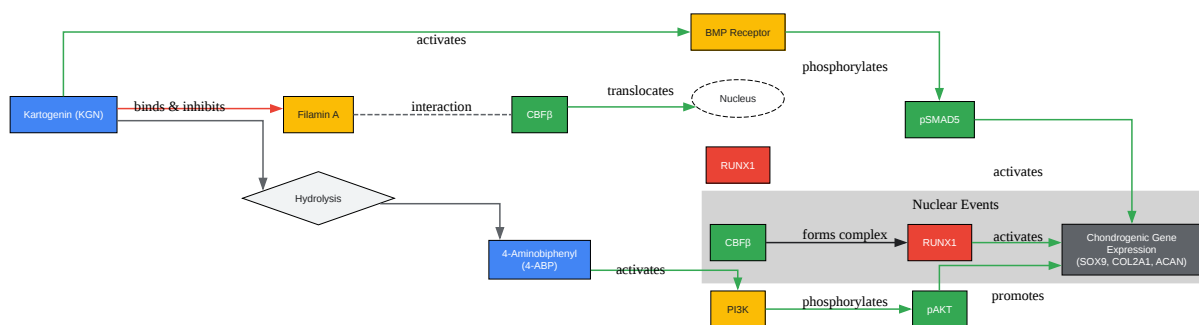 BMP Receptor
activates
phosphorylates
Kartogenin (KGN)
binds & inhibits
Filamin A
interaction
CBFβ
translocates
Nucleus
pSMAD5
RUNX1
activates
Hydrolysis
Nuclear Events
CBFβ
forms complex
RUNX1
activates
Chondrogenic Gene
Expression
(SOX9, COL2A1, ACAN)
4-Aminobiphenyl
(4-ABP)
activates
PI3K
phosphorylates
pAKT
promotes